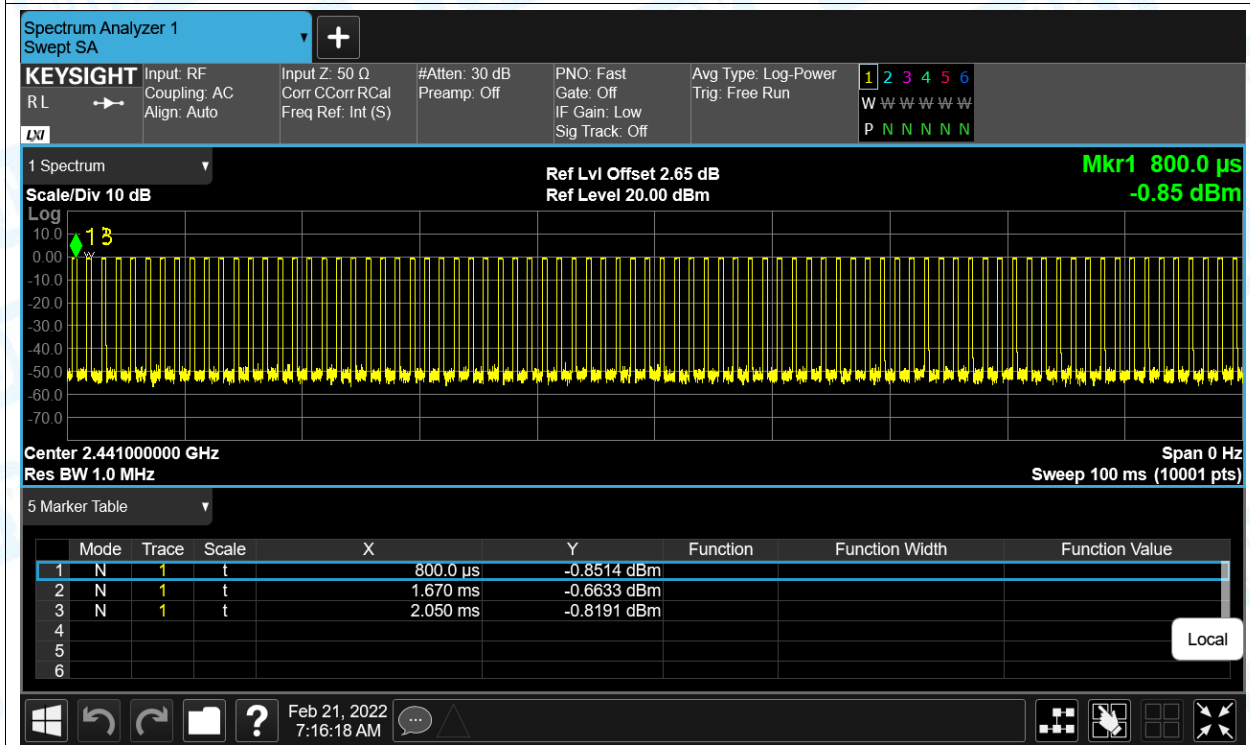 Spectrum Analyzer 1
Swept SA
KEYSIGHT Input: RF Input Z: 50 Ω #Atten: 30 dB PNO: Fast Avg Type: Log-Power 1 2 3 4 5 6
R L Coupling: AC Corr CCorr RCal Preamp: Off Gate: Off Trig: Free Run W W W W W W
Align: Auto Freq Ref: Int (S) IF Gain: Low
LXI Sig Track: Off P N N N N N
1 Spectrum Ref Lvl Offset 2.65 dB Mkr1 800.0 µs
Scale/Div 10 dB Ref Level 20.00 dBm -0.85 dBm
Log
10.0 1 3
0.00
-10.0
-20.0
-30.0
-40.0
-50.0
-60.0
-70.0
Center 2.441000000 GHz Span 0 Hz
Res BW 1.0 MHz Sweep 100 ms (10001 pts)
5 Marker Table
Mode Trace Scale X Y Function Function Width Function Value
1 N 1 t 800.0 µs -0.8514 dBm
2 N 1 t 1.670 ms -0.6633 dBm
3 N 1 t 2.050 ms -0.8191 dBm
4
5
6
Local
? Feb 21, 2022
7:16:18 AM